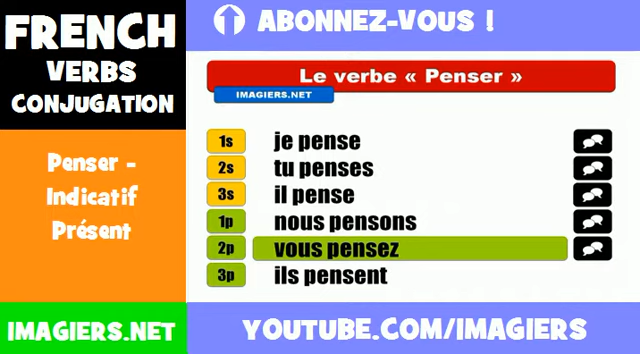 FRENCH
VERBS
CONJUGATION
Penser -
Indicatif
Présent
IMAGIERS.NET
ABONNEZ-VOUS !
Le verbe « Penser »
IMAGIERS.NET
1s je pense
2s tu penses
3s il pense
1p nous pensons
2p vous pensez
3p ils pensent
YOUTUBE.COM/IMAGIERS